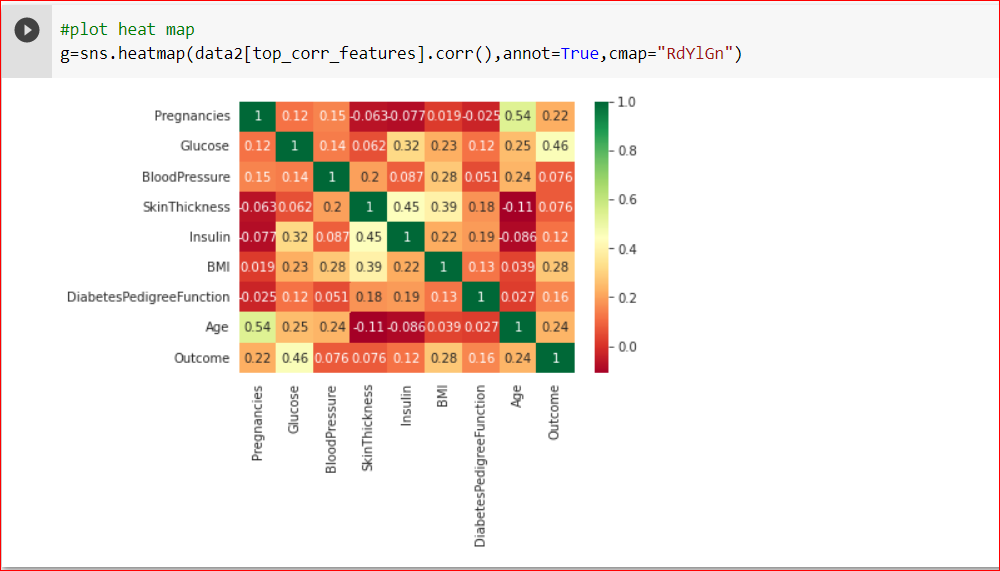 #plot heat map
g=sns.heatmap(data2[top_corr_features].corr(),annot=True,cmap="RdYlGn")
Pregnancies 1 0.12 0.15 -0.063 -0.077 0.019 -0.025 0.54 0.22
Glucose 0.12 1 0.14 0.062 0.32 0.23 0.12 0.25 0.46
BloodPressure 0.15 0.14 1 0.2 0.087 0.28 0.051 0.24 0.076
SkinThickness -0.063 0.062 0.2 1 0.45 0.39 0.18 -0.11 0.076
Insulin -0.077 0.32 0.087 0.45 1 0.22 0.19 -0.086 0.12
BMI 0.019 0.23 0.28 0.39 0.22 1 0.13 0.039 0.28
DiabetesPedigreeFunction -0.025 0.12 0.051 0.18 0.19 0.13 1 0.027 0.16
Age 0.54 0.25 0.24 -0.11 -0.086 0.039 0.027 1 0.24
Outcome 0.22 0.46 0.076 0.076 0.12 0.28 0.16 0.24 1
Pregnancies
Glucose
BloodPressure
SkinThickness
Insulin
BMI
DiabetesPedigreeFunction
Age
Outcome
1.0
0.8
0.6
0.4
0.2
0.0